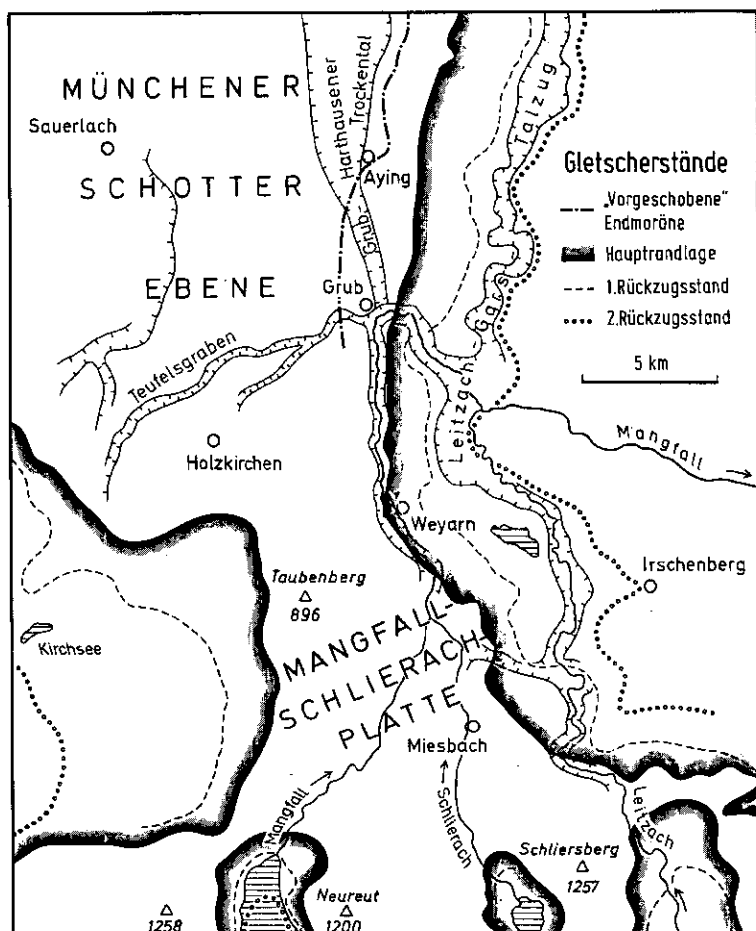 MÜNCHENER
Sauerlach
SCHOTTER
EBENE
Harthausener
Trockental
Grub-
Aying
Grub
Talzug
Gars
Leitzach-
Gletscherstände
„Vorgeschobene"
Endmoräne
Hauptrandlage
1.Rückzugsstand
2.Rückzugsstand
5 km
Teufelsgraben
Holzkirchen
Mangfall
Weyarn
Irschenberg
Taubenberg
896
Kirchsee
MANGFALL-
SCHLIERACH-
PLATTE
Miesbach
Mangfall
Schlierach
Leitzach
Schliersberg
1257
Neureut
1200
1258